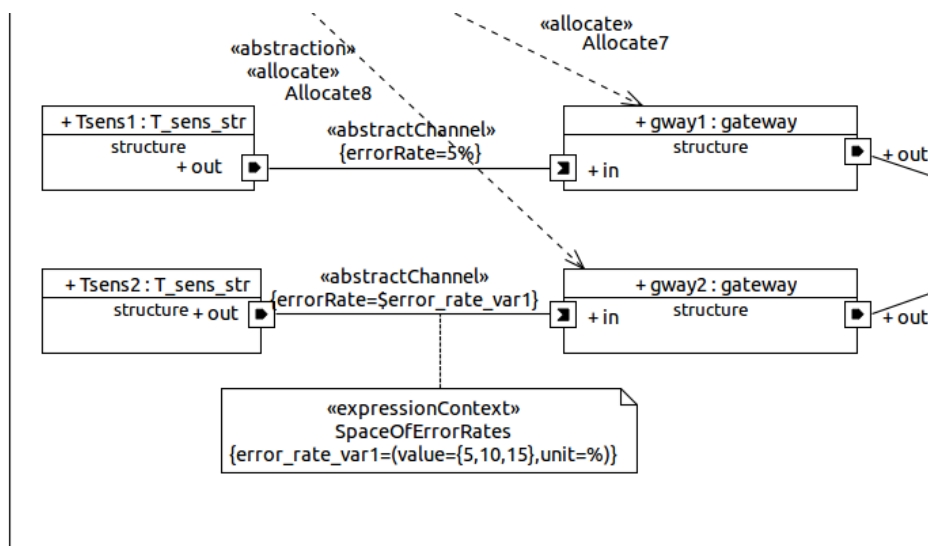 «allocate»
Allocate7
«abstraction»
«allocate»
Allocate8
+ Tsens1 : T_sens_str
structure
+ out
«abstractChannel»
{errorRate=5%}
+ gway1 : gateway
structure
+ in
+ out
+ Tsens2 : T_sens_str
structure
+ out
«abstractChannel»
{errorRate=$error_rate_var1}
+ gway2 : gateway
structure
+ in
+ out
«expressionContext»
SpaceOfErrorRates
{error_rate_var1=(value={5,10,15},unit=%)}